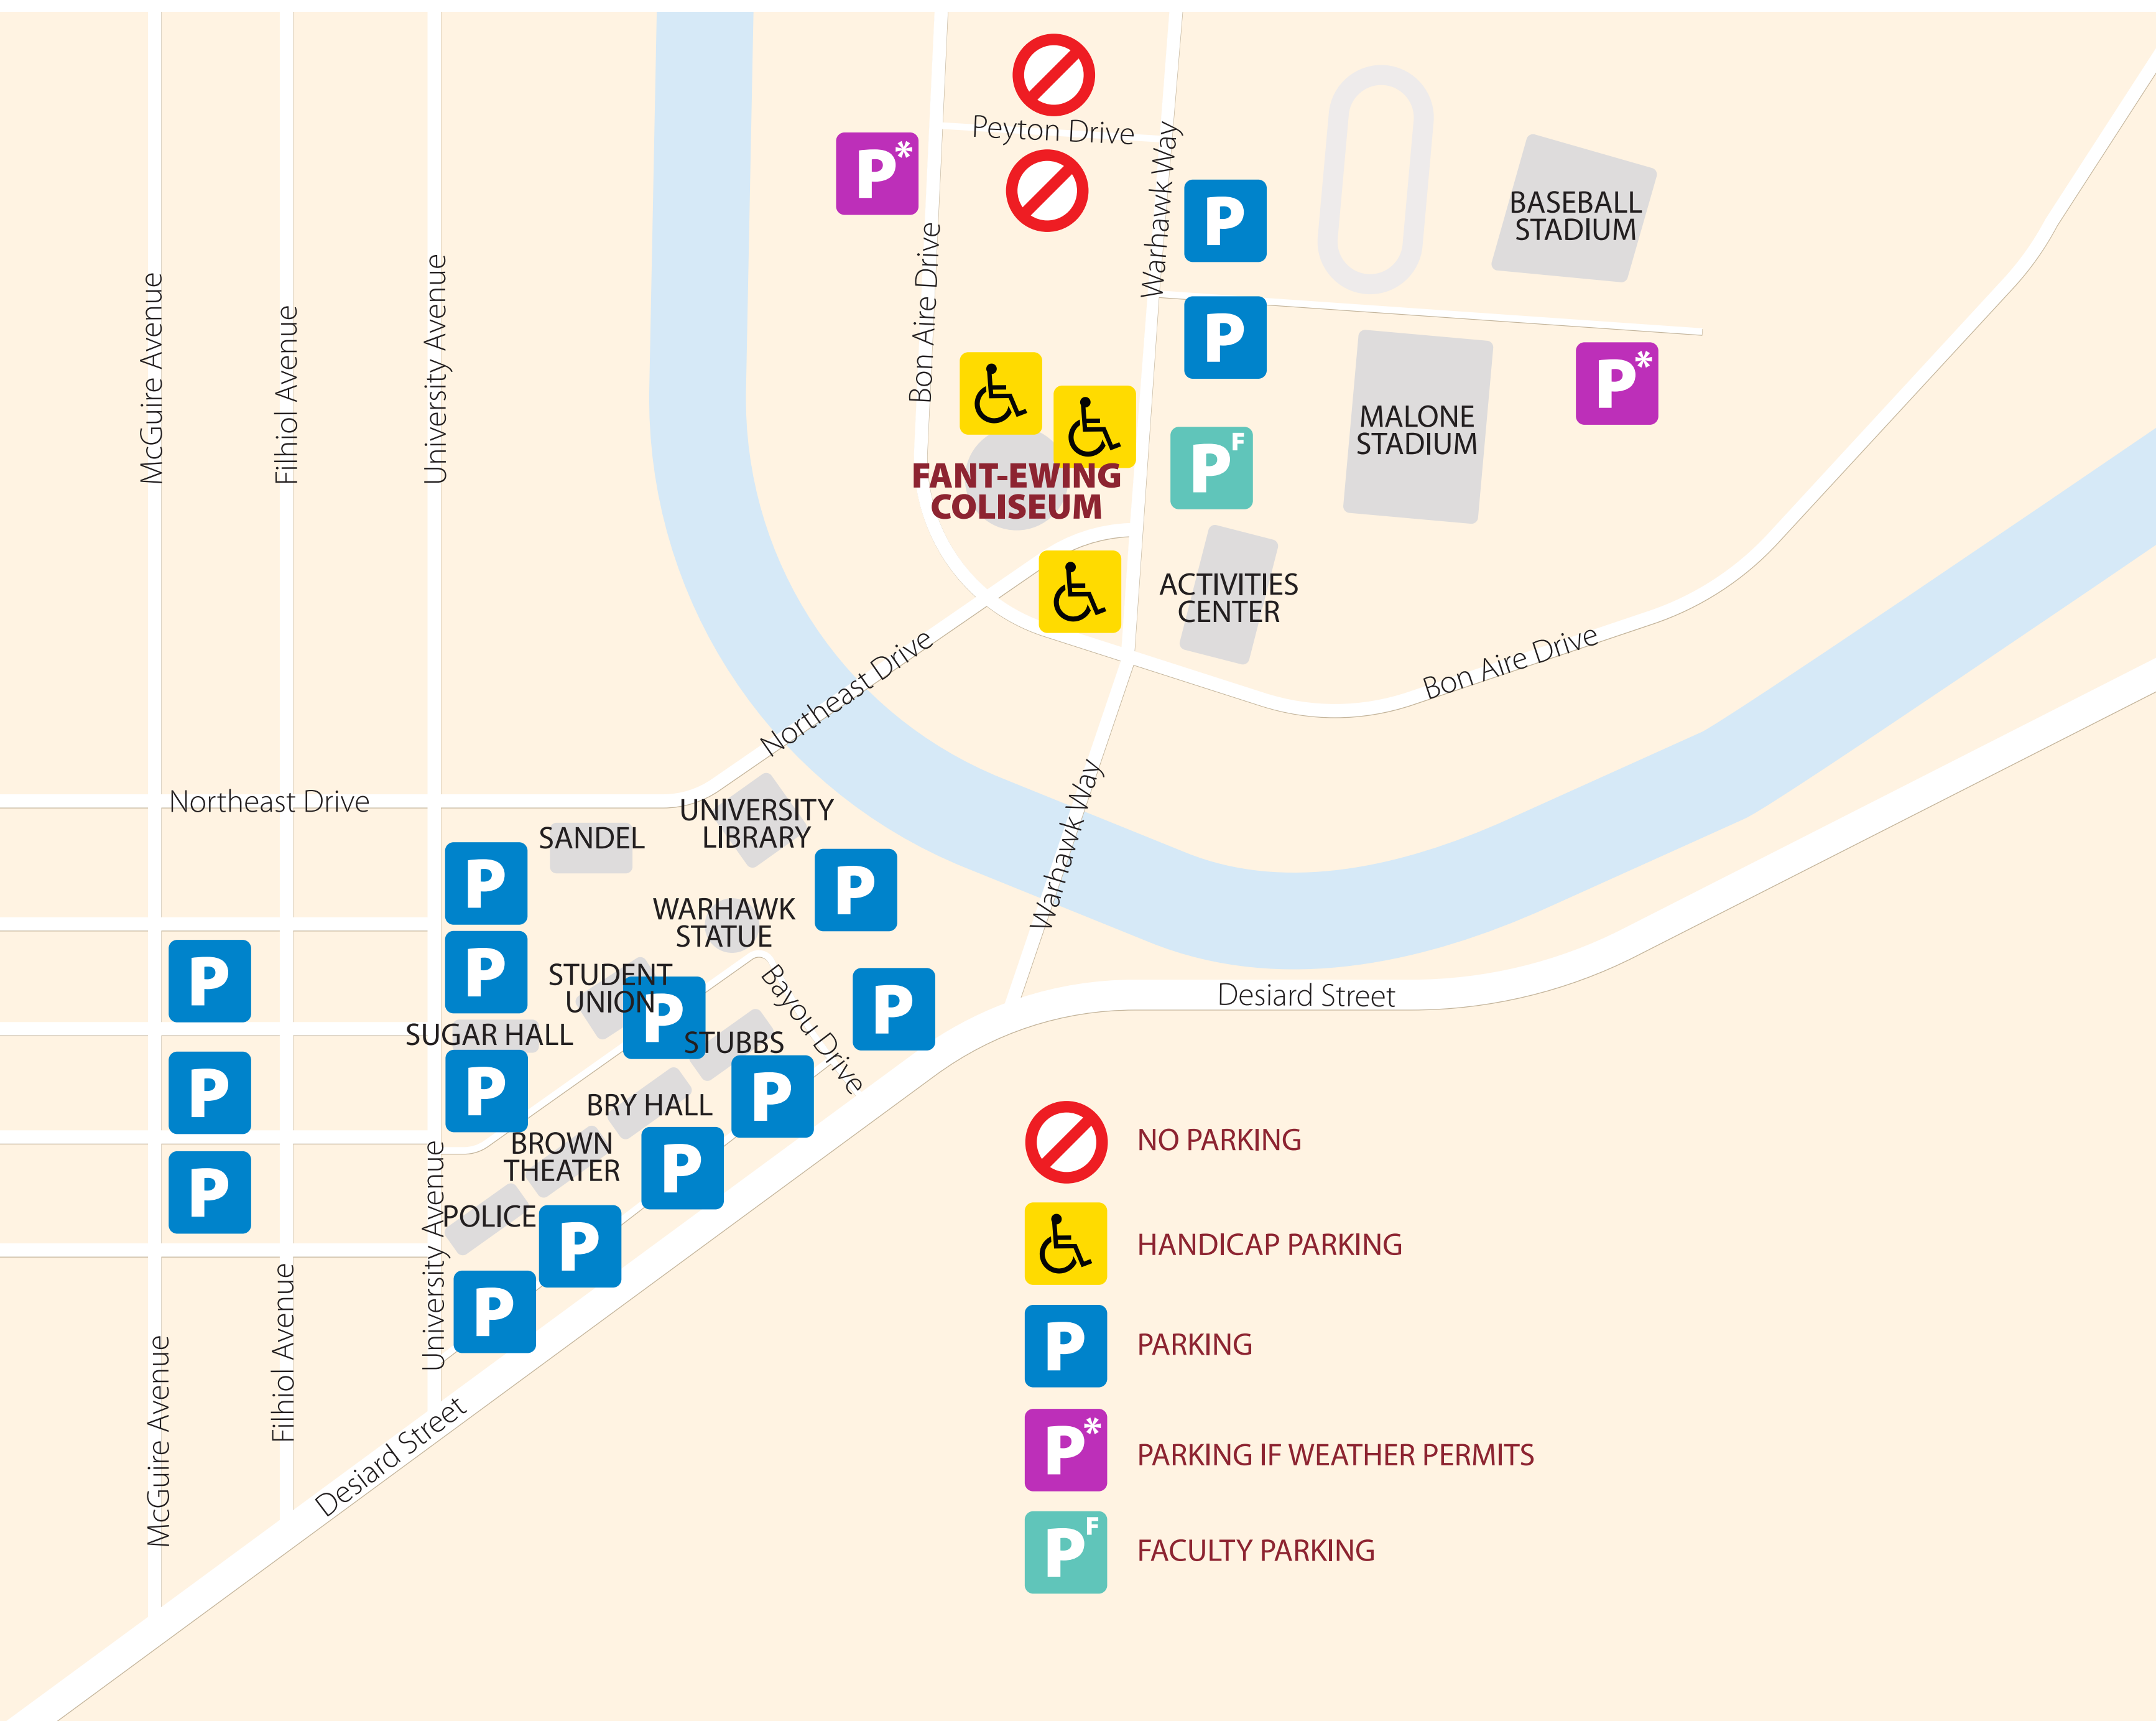 Peyton Drive
P*
Warhawk Way
P
BASEBALL
STADIUM
Bon Aire Drive
McGuire Avenue
Filhiol Avenue
University Avenue
P
P*
MALONE
STADIUM
PF
FANT-EWING
COLISEUM
ACTIVITIES
CENTER
Bon Aire Drive
Northeast Drive
Northeast Drive
UNIVERSITY
LIBRARY
SANDEL
P
P
Warhawk Way
WARHAWK
STATUE
P
P
STUDENT
UNION
P
P
Bayou Drive
Desiard Street
SUGAR HALL
STUBBS
P
P
P
BRY HALL
BROWN
THEATER
P
P
POLICE
P
P
University Avenue
Filhiol Avenue
McGuire Avenue
Desiard Street
NO PARKING
HANDICAP PARKING
P
PARKING
P*
PARKING IF WEATHER PERMITS
PF
FACULTY PARKING